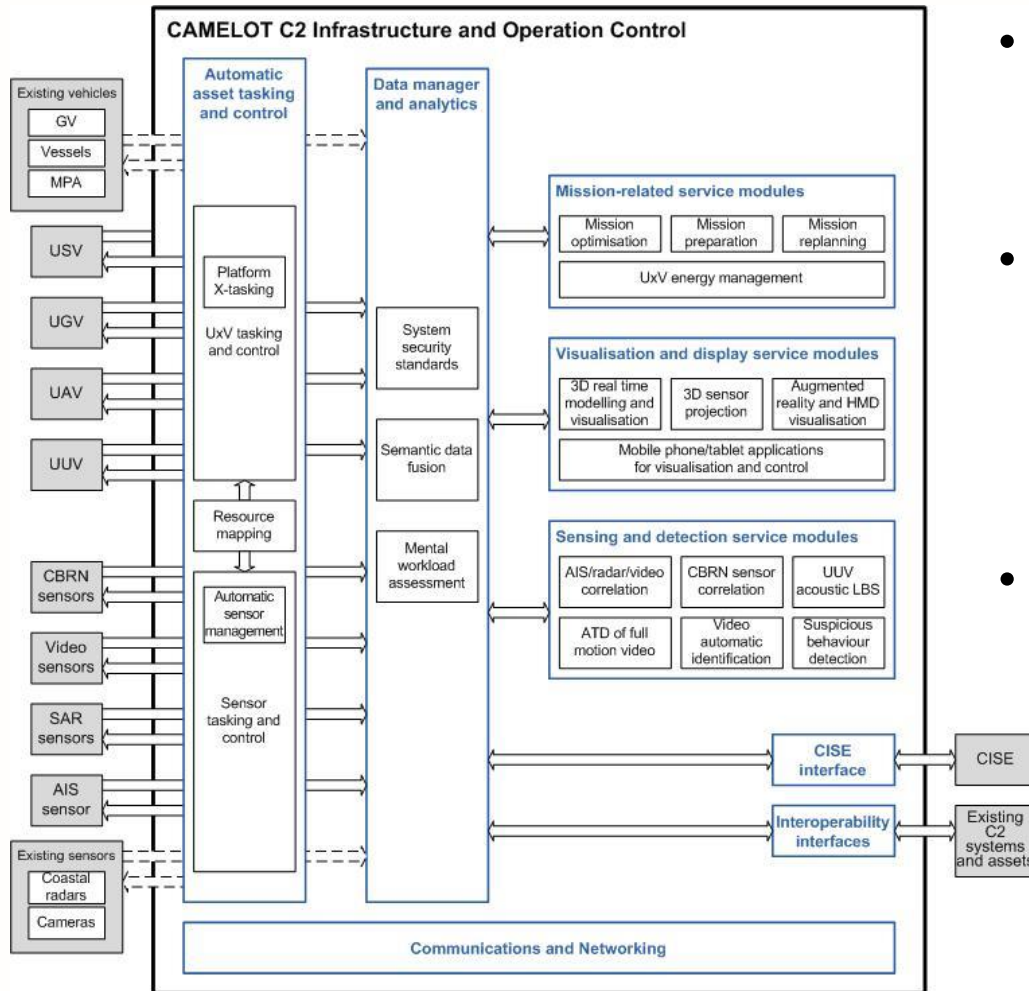 CAMELOT C2 Infrastructure and Operation Control
Existing vehicles
GV
Vessels
MPA
USV
UGV
UAV
UUV
CBRN
sensors
Video
sensors
SAR
sensors
AIS
sensor
Existing sensors
Coastal
radars
Cameras
Automatic
asset tasking
and control
Platform
X-tasking
UxV tasking
and control
Resource
mapping
Automatic
sensor
management
Sensor
tasking and
control
Data manager
and analytics
System
security
standards
Semantic data
fusion
Mental
workload
assessment
Mission-related service modules
Mission
optimisation
Mission
preparation
Mission
replanning
UxV energy management
Visualisation and display service modules
3D real time
modelling and
visualisation
3D sensor
projection
Augmented
reality and HMD
visualisation
Mobile phone/tablet applications
for visualisation and control
Sensing and detection service modules
AIS/radar/video
correlation
CBRN sensor
correlation
UUV
acoustic LBS
ATD of full
motion video
Video
automatic
identification
Suspicious
behaviour
detection
CISE
interface
CISE
Interoperability
interfaces
Existing
C2
systems
and assets
Communications and Networking